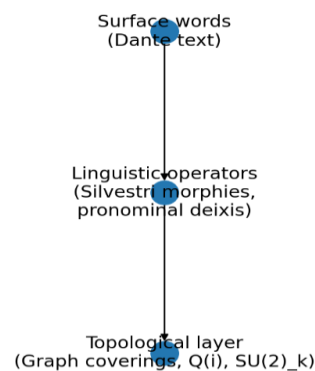 Surface words
(Dante text)
Linguistic operators
(Silvestri morphies,
pronominal deixis)
Topological layer
(Graph coverings, Q(i), SU(2)_k)